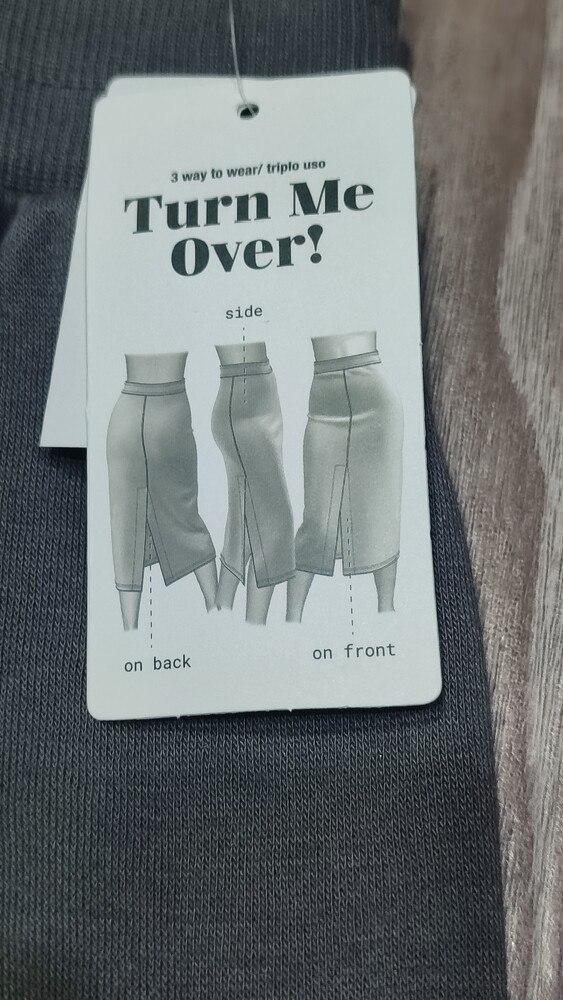 3 way to wear/ triplo uso
Turn Me
Over!
side
on back
on front